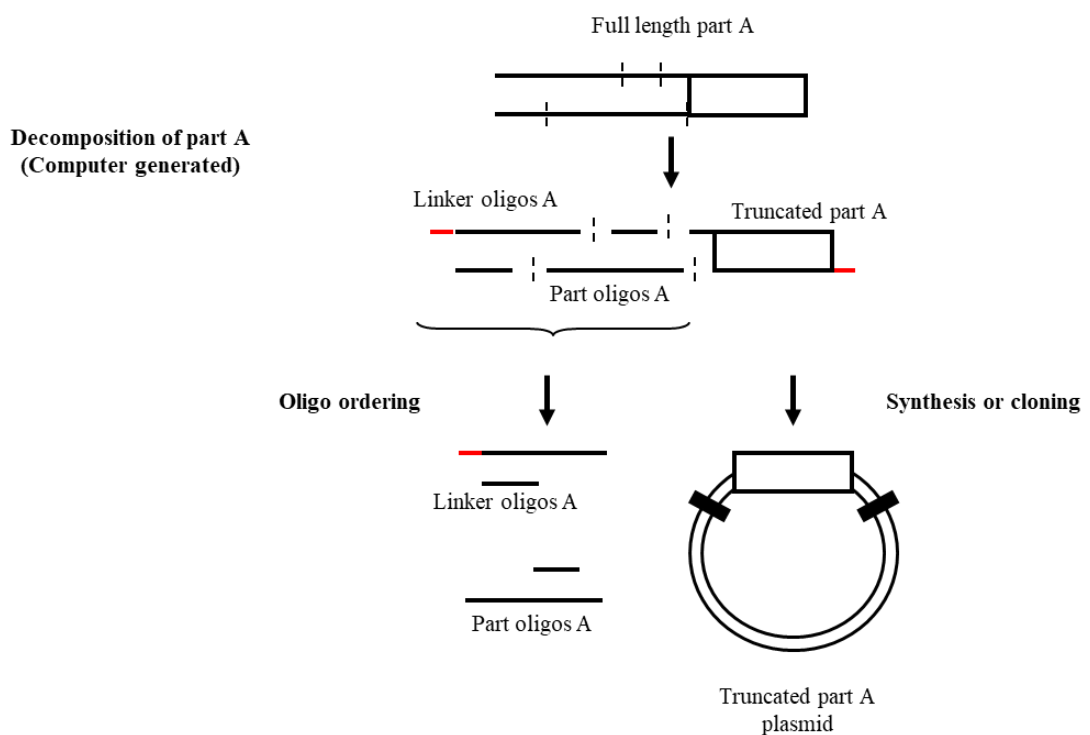 Full length part A
Decomposition of part A
(Computer generated)
Linker oligos A
Truncated part A
Part oligos A
Oligo ordering
Synthesis or cloning
Linker oligos A
Part oligos A
Truncated part A
plasmid